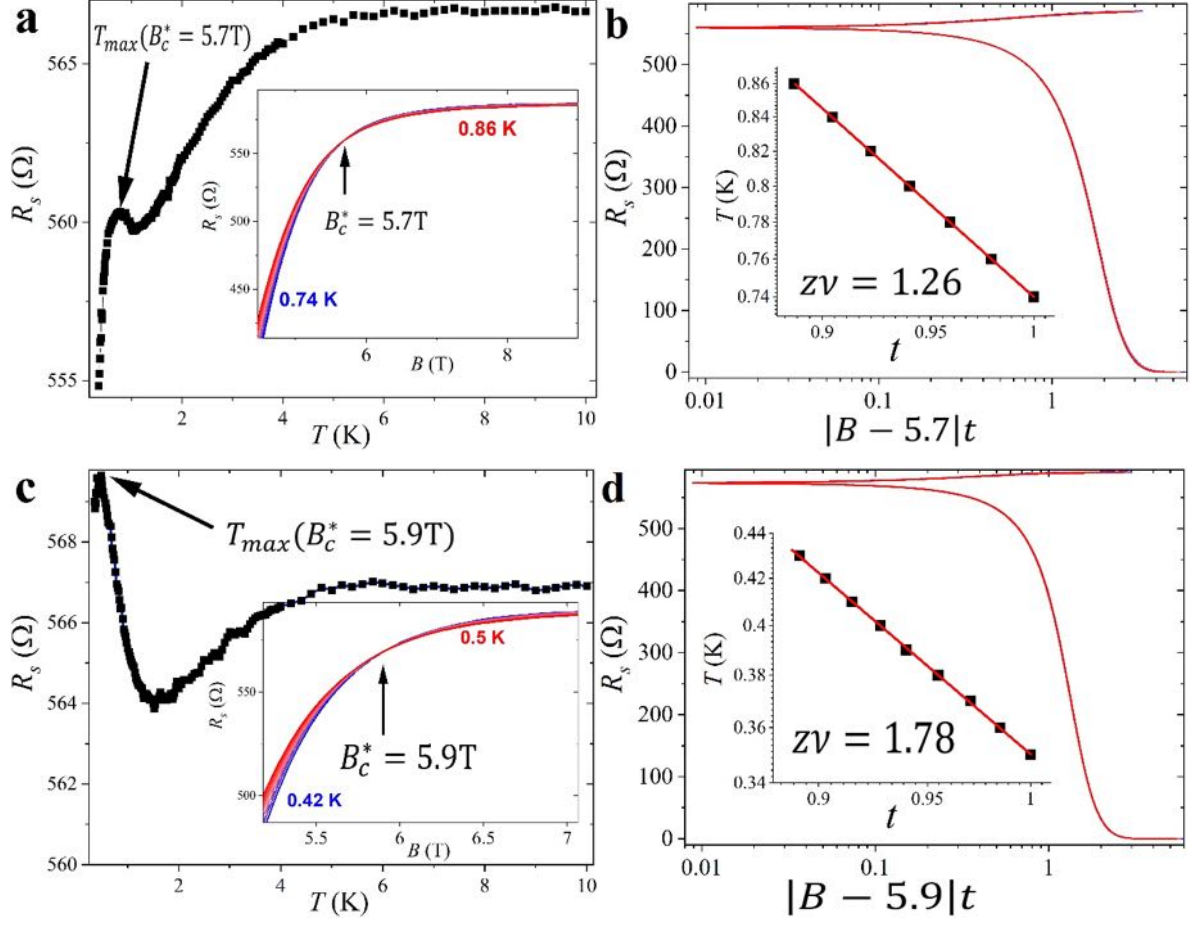 a
T_max(B_c^* = 5.7T)
565
560
555
R_s (Ω)
2
4
6
8
10
T (K)
550
500
450
R_s (Ω)
0.86 K
B_c^* = 5.7T
0.74 K
6
8
B (T)
b
500
400
300
200
100
0
R_s (Ω)
0.01
0.1
1
|B − 5.7|t
0.86
0.84
0.82
0.8
0.78
0.76
0.74
T (K)
zν = 1.26
0.9
0.95
1
t
c
T_max(B_c^* = 5.9T)
568
566
564
562
560
R_s (Ω)
2
4
6
8
10
T (K)
550
500
R_s (Ω)
0.5 K
B_c^* = 5.9T
0.42 K
5.5
6
6.5
7
B (T)
d
500
400
300
200
100
0
R_s (Ω)
0.01
0.1
1
|B − 5.9|t
0.44
0.42
0.4
0.38
0.36
0.34
T (K)
zν = 1.78
0.9
0.95
1
t